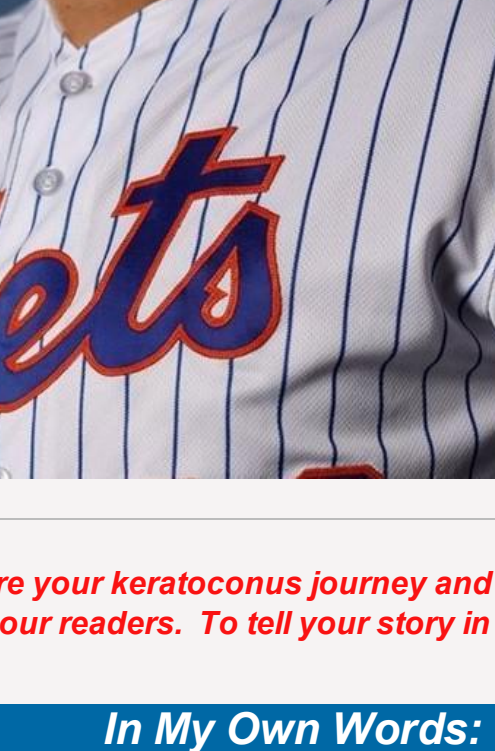 ets
re your keratoconus journey and
our readers.  To tell your story in
In My Own Words: